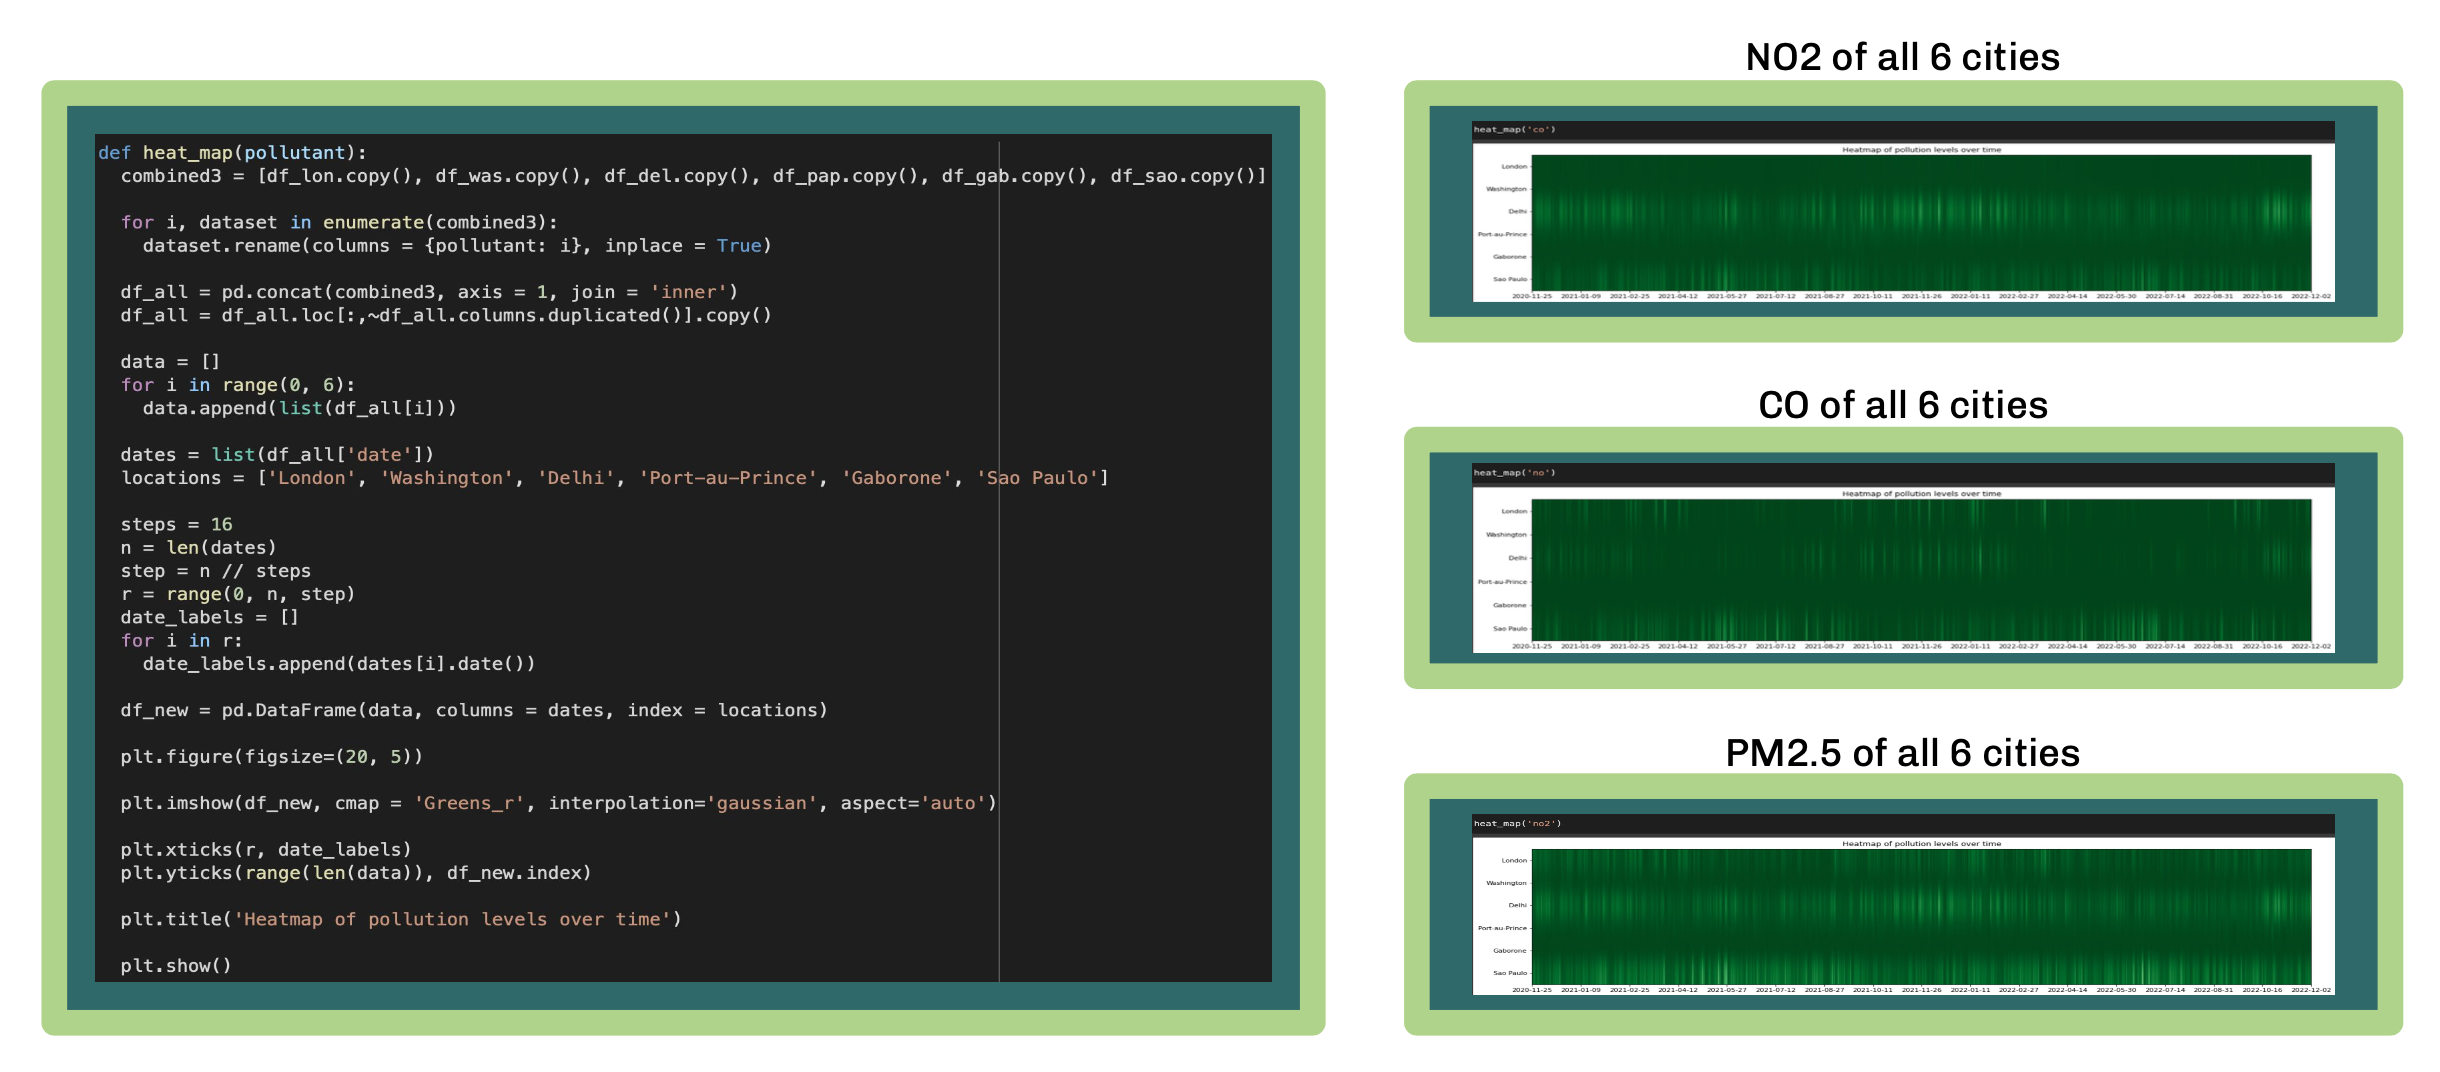 def heat_map(pollutant):
combined3 = [df_lon.copy(), df_was.copy(), df_del.copy(), df_pap.copy(), df_gab.copy(), df_sao.copy()]
for i, dataset in enumerate(combined3):
dataset.rename(columns = {pollutant: i}, inplace = True)
df_all = pd.concat(combined3, axis = 1, join = 'inner')
df_all = df_all.loc[:,~df_all.columns.duplicated()].copy()
data = []
for i in range(0, 6):
data.append(list(df_all[i]))
dates = list(df_all['date'])
locations = ['London', 'Washington', 'Delhi', 'Port-au-Prince', 'Gaborone', 'Sao Paulo']
steps = 16
n = len(dates)
step = n // steps
r = range(0, n, step)
date_labels = []
for i in r:
date_labels.append(dates[i].date())
df_new = pd.DataFrame(data, columns = dates, index = locations)
plt.figure(figsize=(20, 5))
plt.imshow(df_new, cmap = 'Greens_r', interpolation='gaussian', aspect='auto')
plt.xticks(r, date_labels)
plt.yticks(range(len(data)), df_new.index)
plt.title('Heatmap of pollution levels over time')
plt.show()
NO2 of all 6 cities
heat_map('co')
Heatmap of pollution levels over time
London
Washington
Delhi
Port-au-Prince
Gaborone
Sao Paulo
2020-11-25 2021-01-09 2021-02-25 2021-04-12 2021-05-27 2021-07-12 2021-08-27 2021-10-11 2021-11-26 2022-01-11 2022-02-27 2022-04-14 2022-05-30 2022-07-14 2022-08-31 2022-10-16 2022-12-02
CO of all 6 cities
heat_map('no')
Heatmap of pollution levels over time
London
Washington
Delhi
Port-au-Prince
Gaborone
Sao Paulo
2020-11-25 2021-01-09 2021-02-25 2021-04-12 2021-05-27 2021-07-12 2021-08-27 2021-10-11 2021-11-26 2022-01-11 2022-02-27 2022-04-14 2022-05-30 2022-07-14 2022-08-31 2022-10-16 2022-12-02
PM2.5 of all 6 cities
heat_map('no2')
Heatmap of pollution levels over time
London
Washington
Delhi
Port-au-Prince
Gaborone
Sao Paulo
2020-11-25 2021-01-09 2021-02-25 2021-04-12 2021-05-27 2021-07-12 2021-08-27 2021-10-11 2021-11-26 2022-01-11 2022-02-27 2022-04-14 2022-05-30 2022-07-14 2022-08-31 2022-10-16 2022-12-02